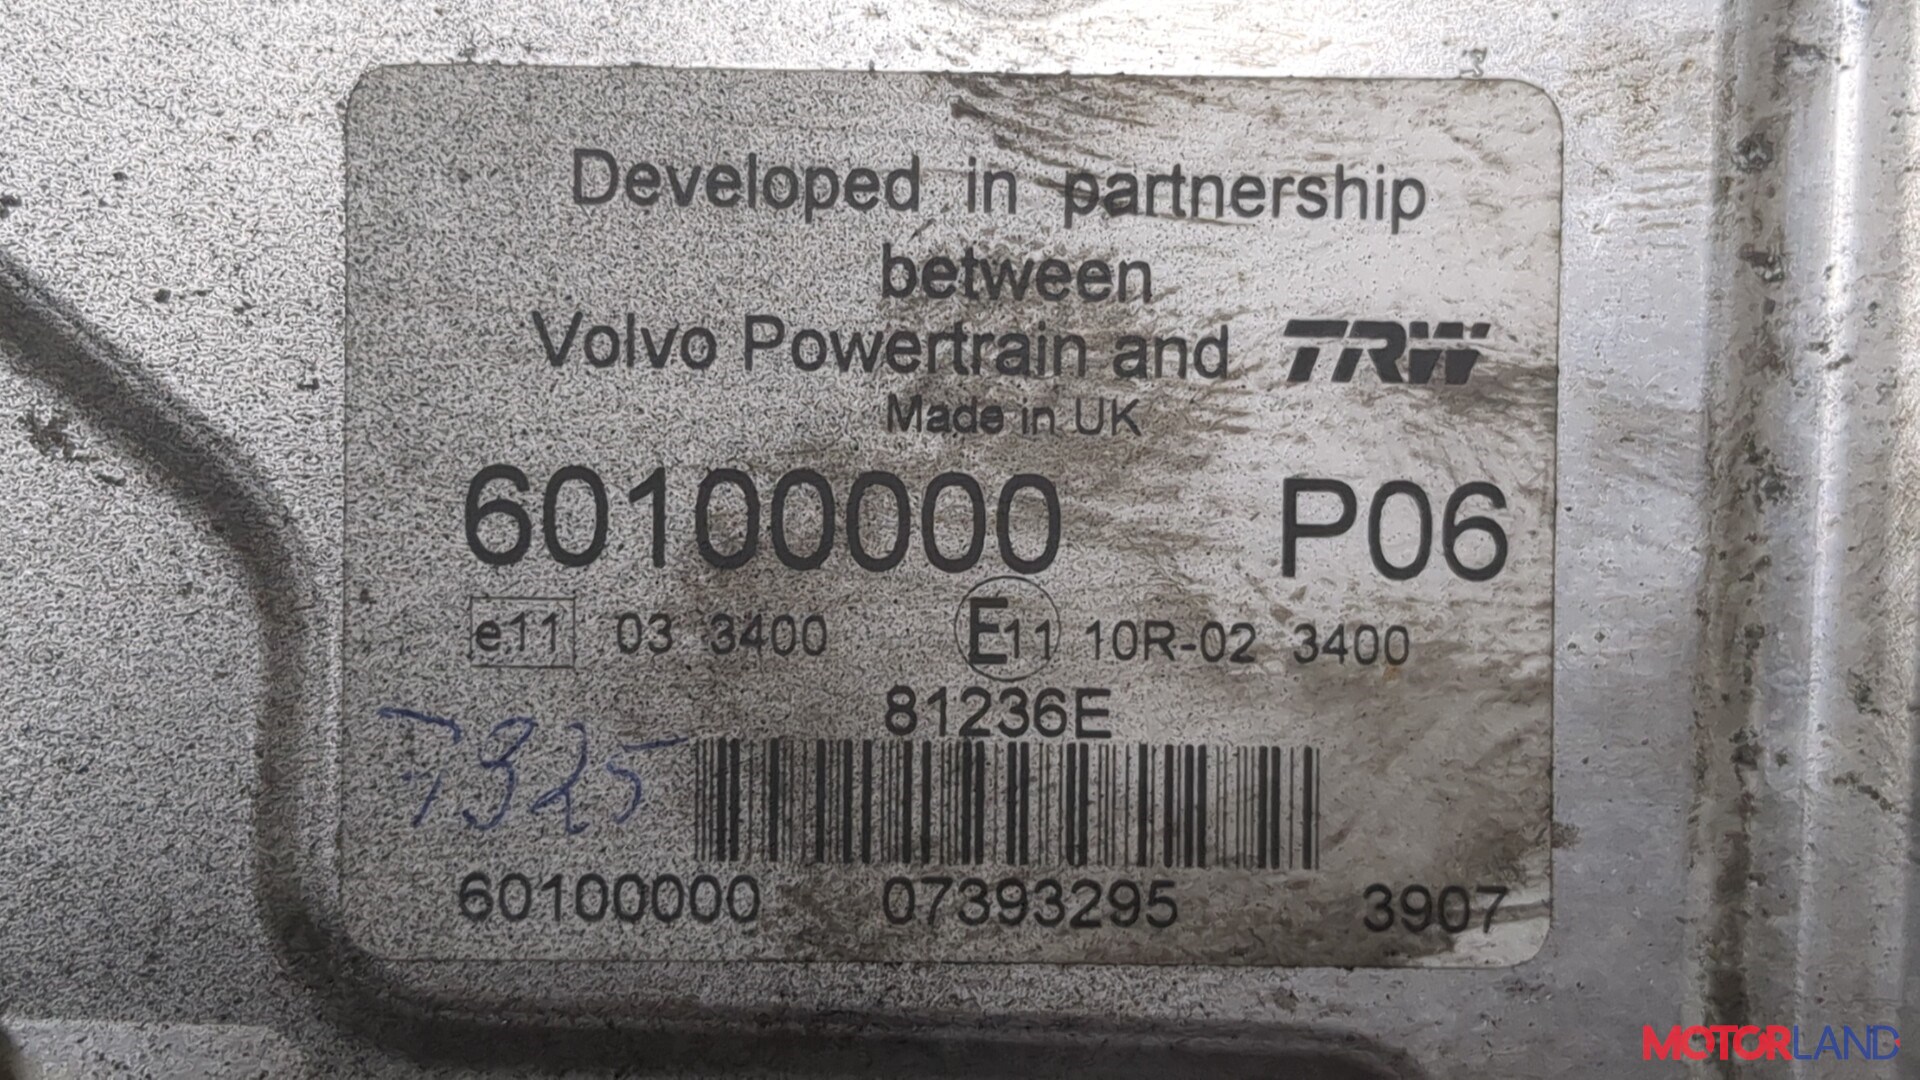 Developed in partnership
between
Volvo Powertrain and TRW
Made in UK
60100000 P06
e11 03 3400 E11 10R-02 3400
81236E
7325
60100000 07393295 3907
MOTORLAND